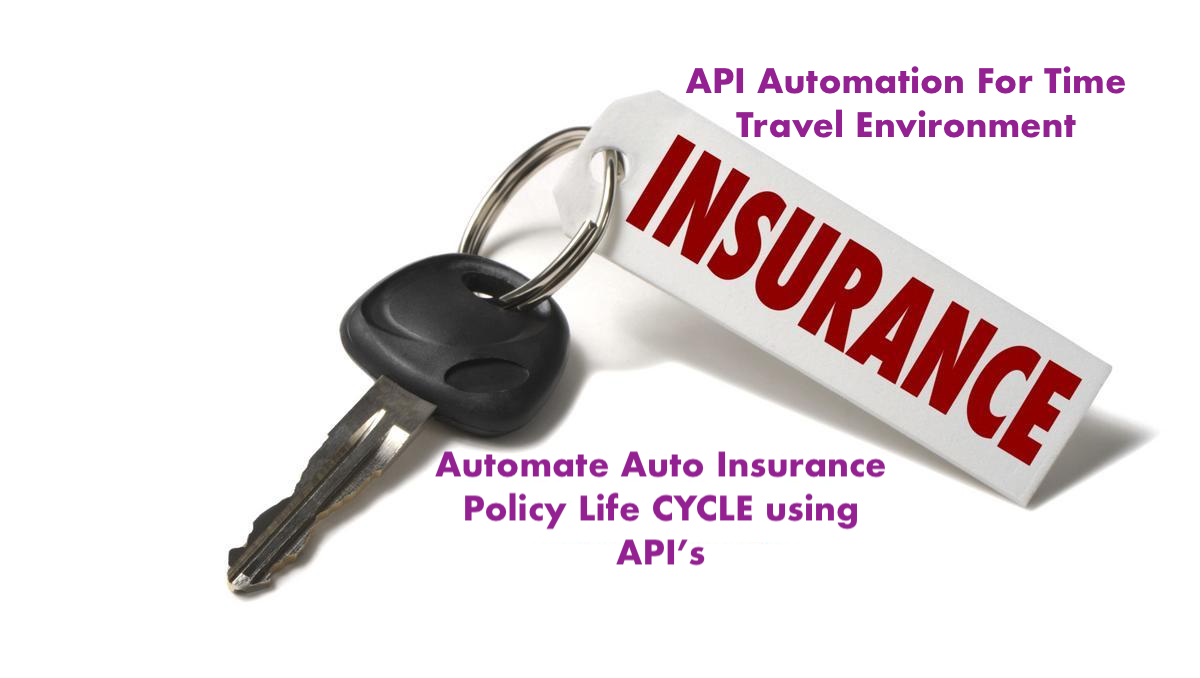 API Automation For Time
Travel Environment
INSURANCE
Automate Auto Insurance
Policy Life CYCLE using
API’s